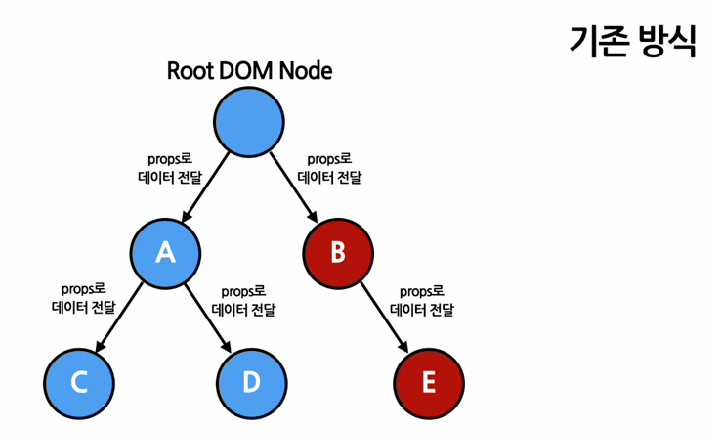 기존 방식
Root DOM Node
props로
데이터 전달
props로
데이터 전달
A
B
props로
데이터 전달
props로
데이터 전달
props로
데이터 전달
C
D
E